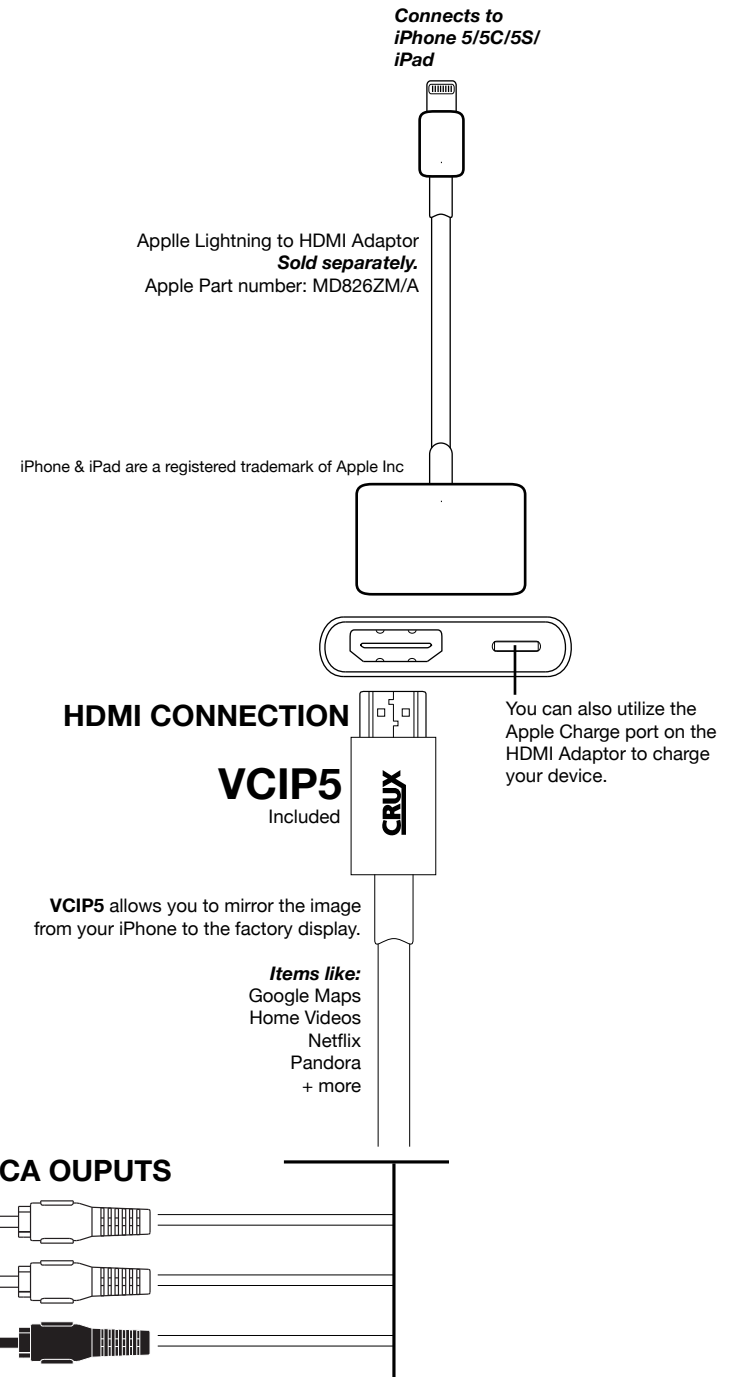 Connects to
iPhone 5/5C/5S/
iPad
Applle Lightning to HDMI Adaptor
Sold separately.
Apple Part number: MD826ZM/A
iPhone & iPad are a registered trademark of Apple Inc
HDMI CONNECTION
You can also utilize the
Apple Charge port on the
HDMI Adaptor to charge
your device.
VCIP5
Included
CRUX
VCIP5 allows you to mirror the image
from your iPhone to the factory display.
Items like:
Google Maps
Home Videos
Netflix
Pandora
+ more
CA OUPUTS